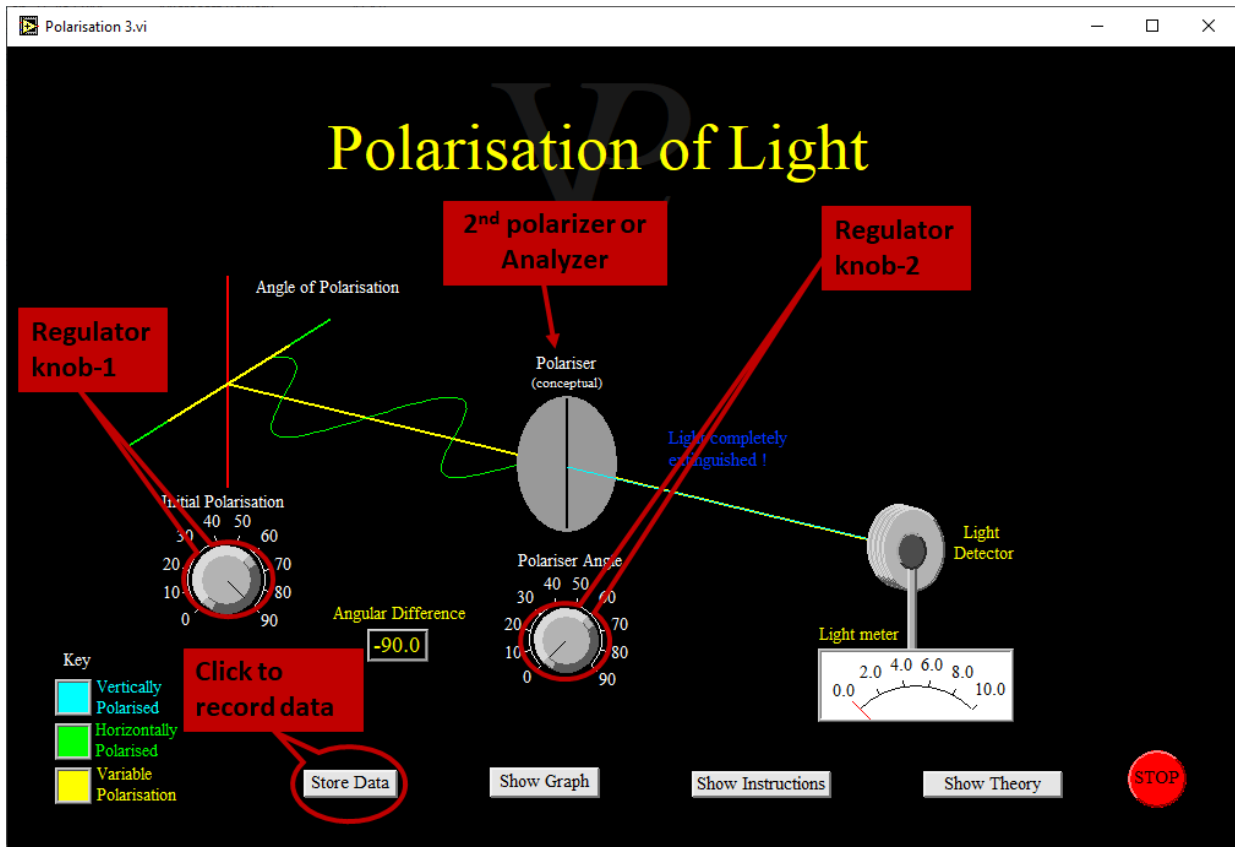 Polarisation 3.vi
VP
Polarisation of Light
2nd polarizer or
Analyzer
Regulator
knob-2
Angle of Polarisation
Regulator
knob-1
Polariser
(conceptual)
Light completely
extinguished !
Initial Polarisation
0 10 20 30 40 50 60 70 80 90
Light
Detector
Polariser Angle
0 10 20 30 40 50 60 70 80 90
Angular Difference
-90.0
Light meter
0.0 2.0 4.0 6.0 8.0 10.0
Key
Vertically
Polarised
Horizontally
Polarised
Variable
Polarisation
Click to
record data
Store Data
Show Graph
Show Instructions
Show Theory
STOP